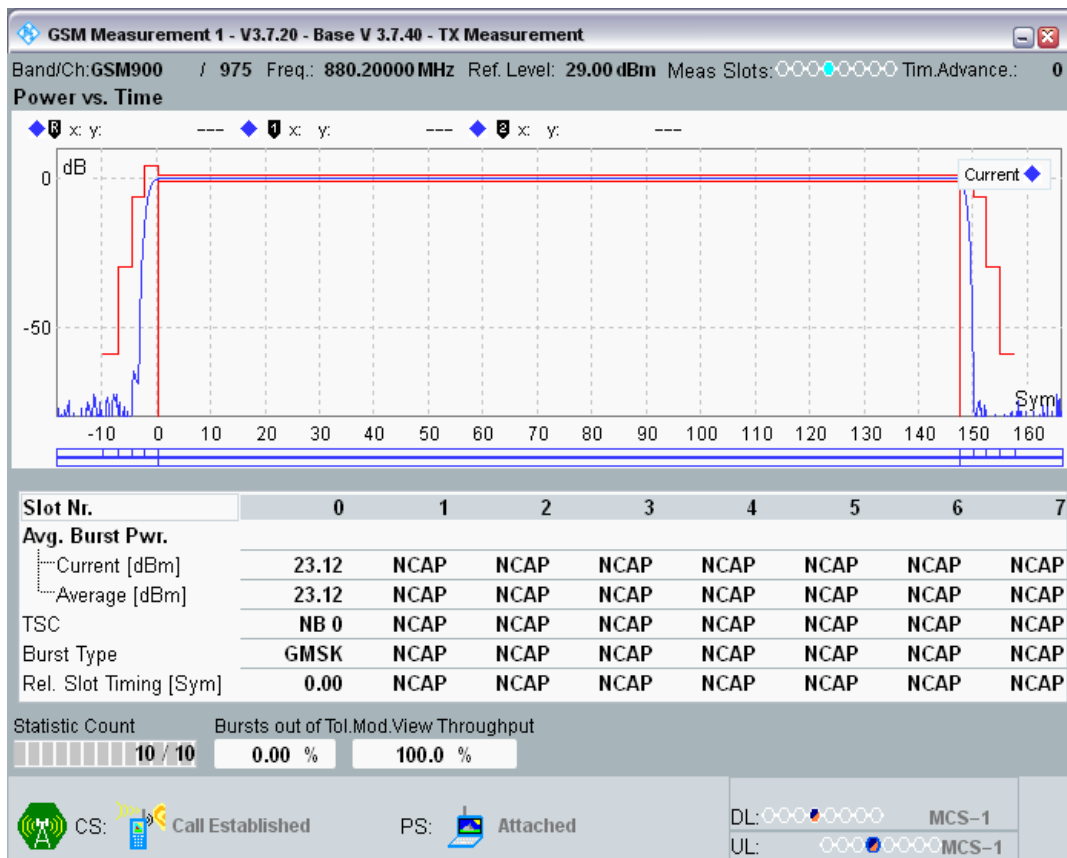 GSM Measurement 1 - V3.7.20 - Base V 3.7.40 - TX Measurement
Band/Ch:GSM900 / 975 Freq.: 880.20000 MHz Ref. Level: 29.00 dBm Meas Slots: Tim.Advance.: 0
Power vs. Time
R x: y: --- 1 x: y: --- 2 x: y: ---
dB
Current
0
-50
Sym
-10 0 10 20 30 40 50 60 70 80 90 100 110 120 130 140 150 160
Slot Nr. 0 1 2 3 4 5 6 7
Avg. Burst Pwr.
Current [dBm] 23.12 NCAP NCAP NCAP NCAP NCAP NCAP NCAP
Average [dBm] 23.12 NCAP NCAP NCAP NCAP NCAP NCAP NCAP
TSC NB 0 NCAP NCAP NCAP NCAP NCAP NCAP NCAP
Burst Type GMSK NCAP NCAP NCAP NCAP NCAP NCAP NCAP
Rel. Slot Timing [Sym] 0.00 NCAP NCAP NCAP NCAP NCAP NCAP NCAP
Statistic Count Bursts out of Tol.Mod.View Throughput
10 / 10 0.00 % 100.0 %
CS: Call Established PS: Attached
DL: MCS-1
UL: MCS-1